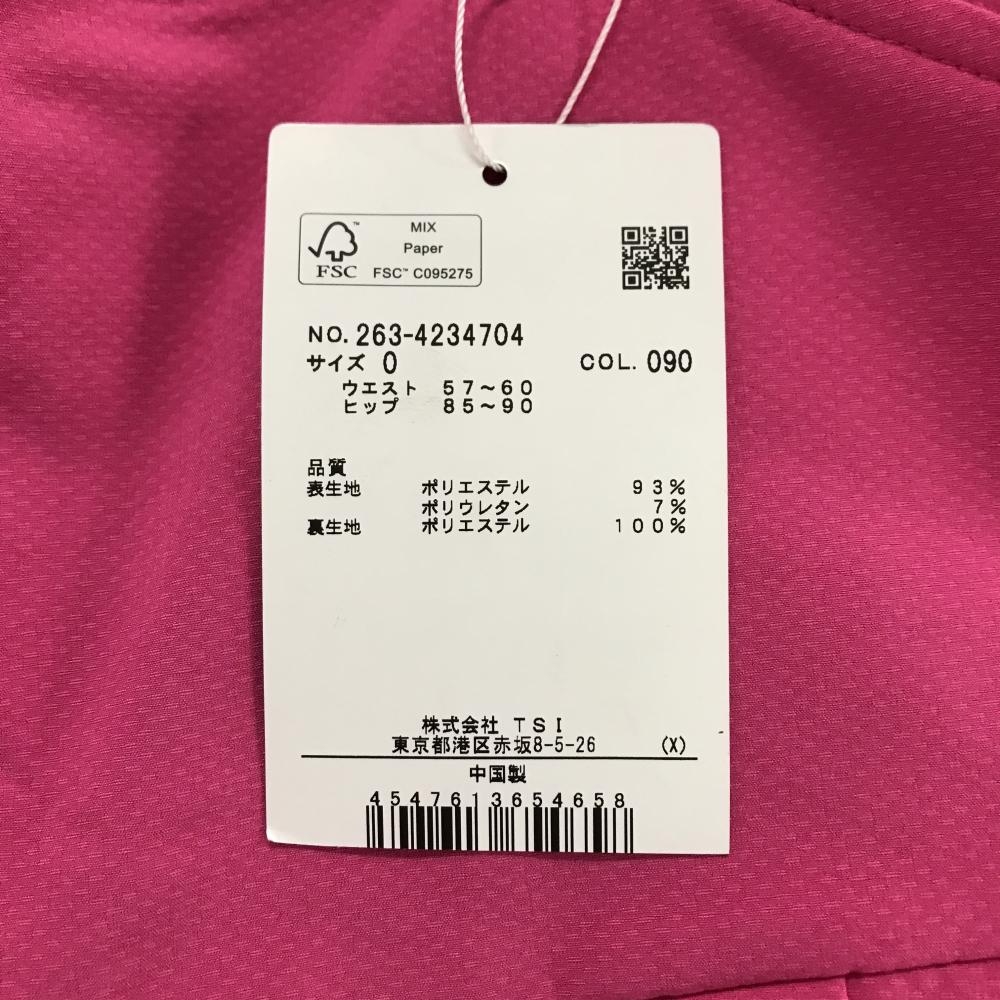 MIX
Paper
FSC™ C095275
FSC
NO. 263-4234704
サイズ 0 COL. 090
ウエスト 57~60
ヒップ 85~90
品質
表生地 ポリエステル 93%
ポリウレタン 7%
裏生地 ポリエステル 100%
株式会社 TSI
東京都港区赤坂8-5-26 (X)
中国製
4547613654658